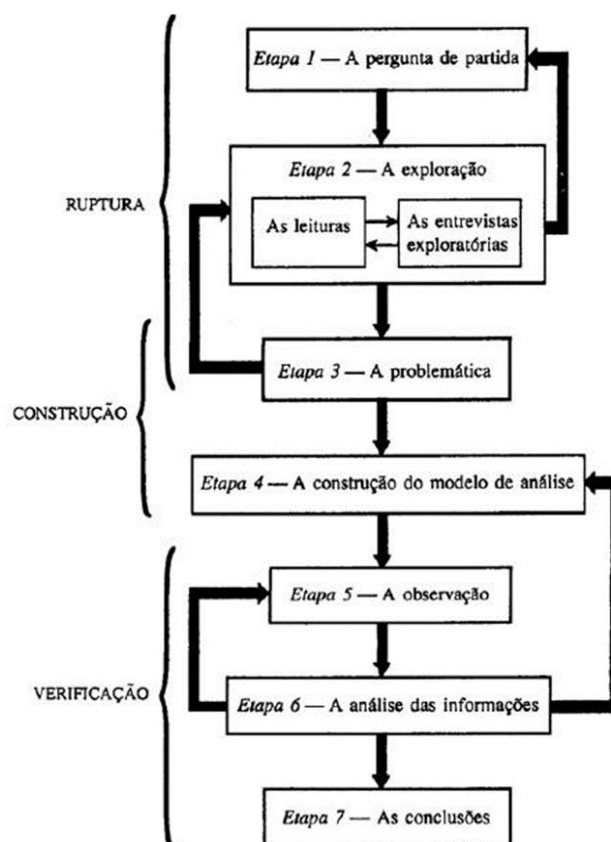 Etapa 1 — A pergunta de partida
Etapa 2 — A exploração
As leituras
As entrevistas
exploratórias
RUPTURA
Etapa 3 — A problemática
CONSTRUÇÃO
Etapa 4 — A construção do modelo de análise
Etapa 5 — A observação
VERIFICAÇÃO
Etapa 6 — A análise das informações
Etapa 7 — As conclusões